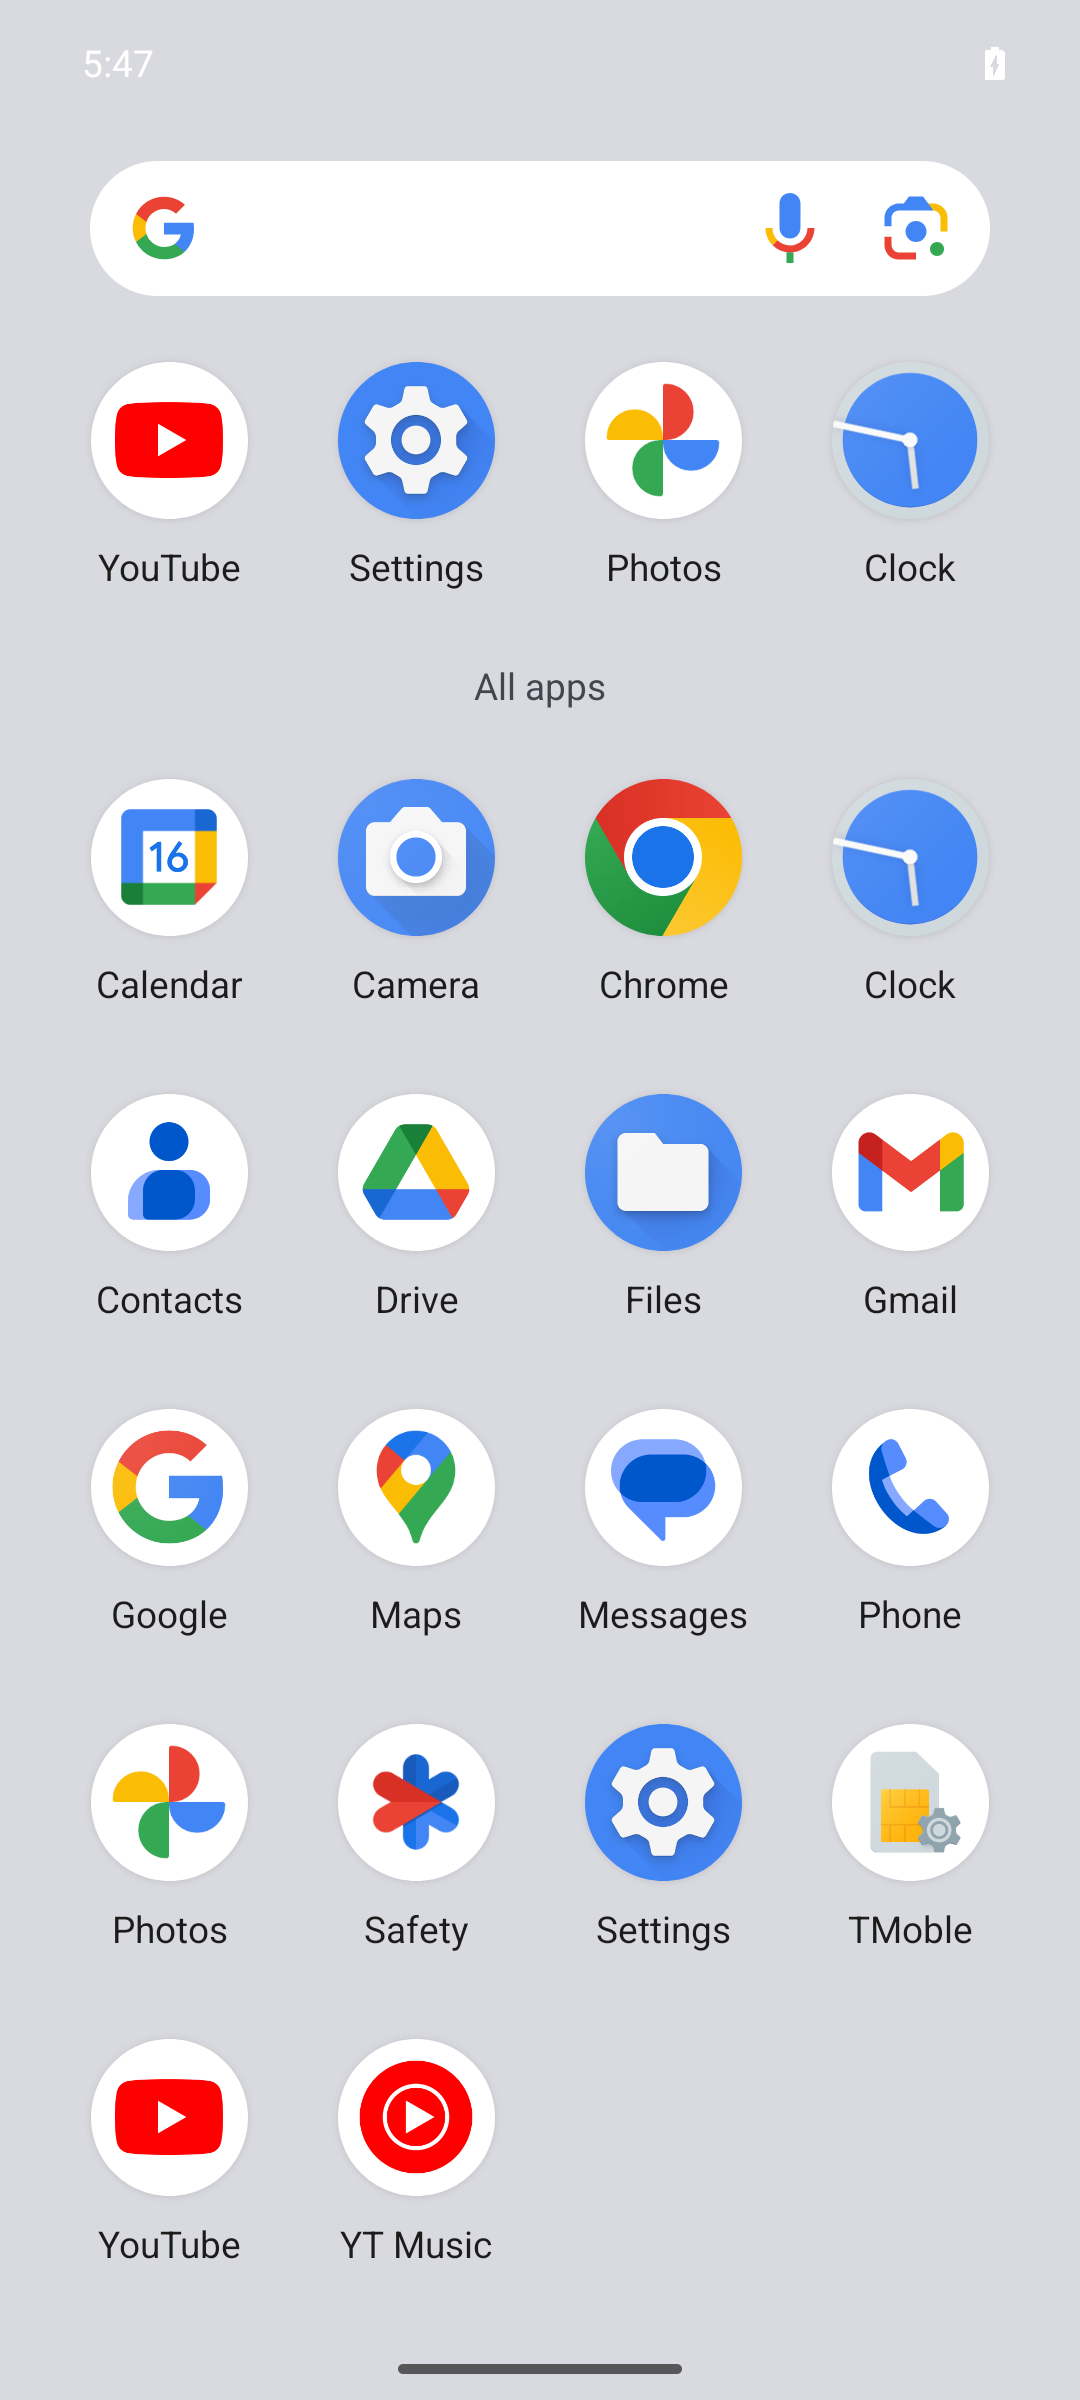 5:47
YouTube Settings Photos Clock
All apps
16
Calendar Camera Chrome Clock
Contacts Drive Files Gmail
Google Maps Messages Phone
Photos Safety Settings TMoble
YouTube YT Music